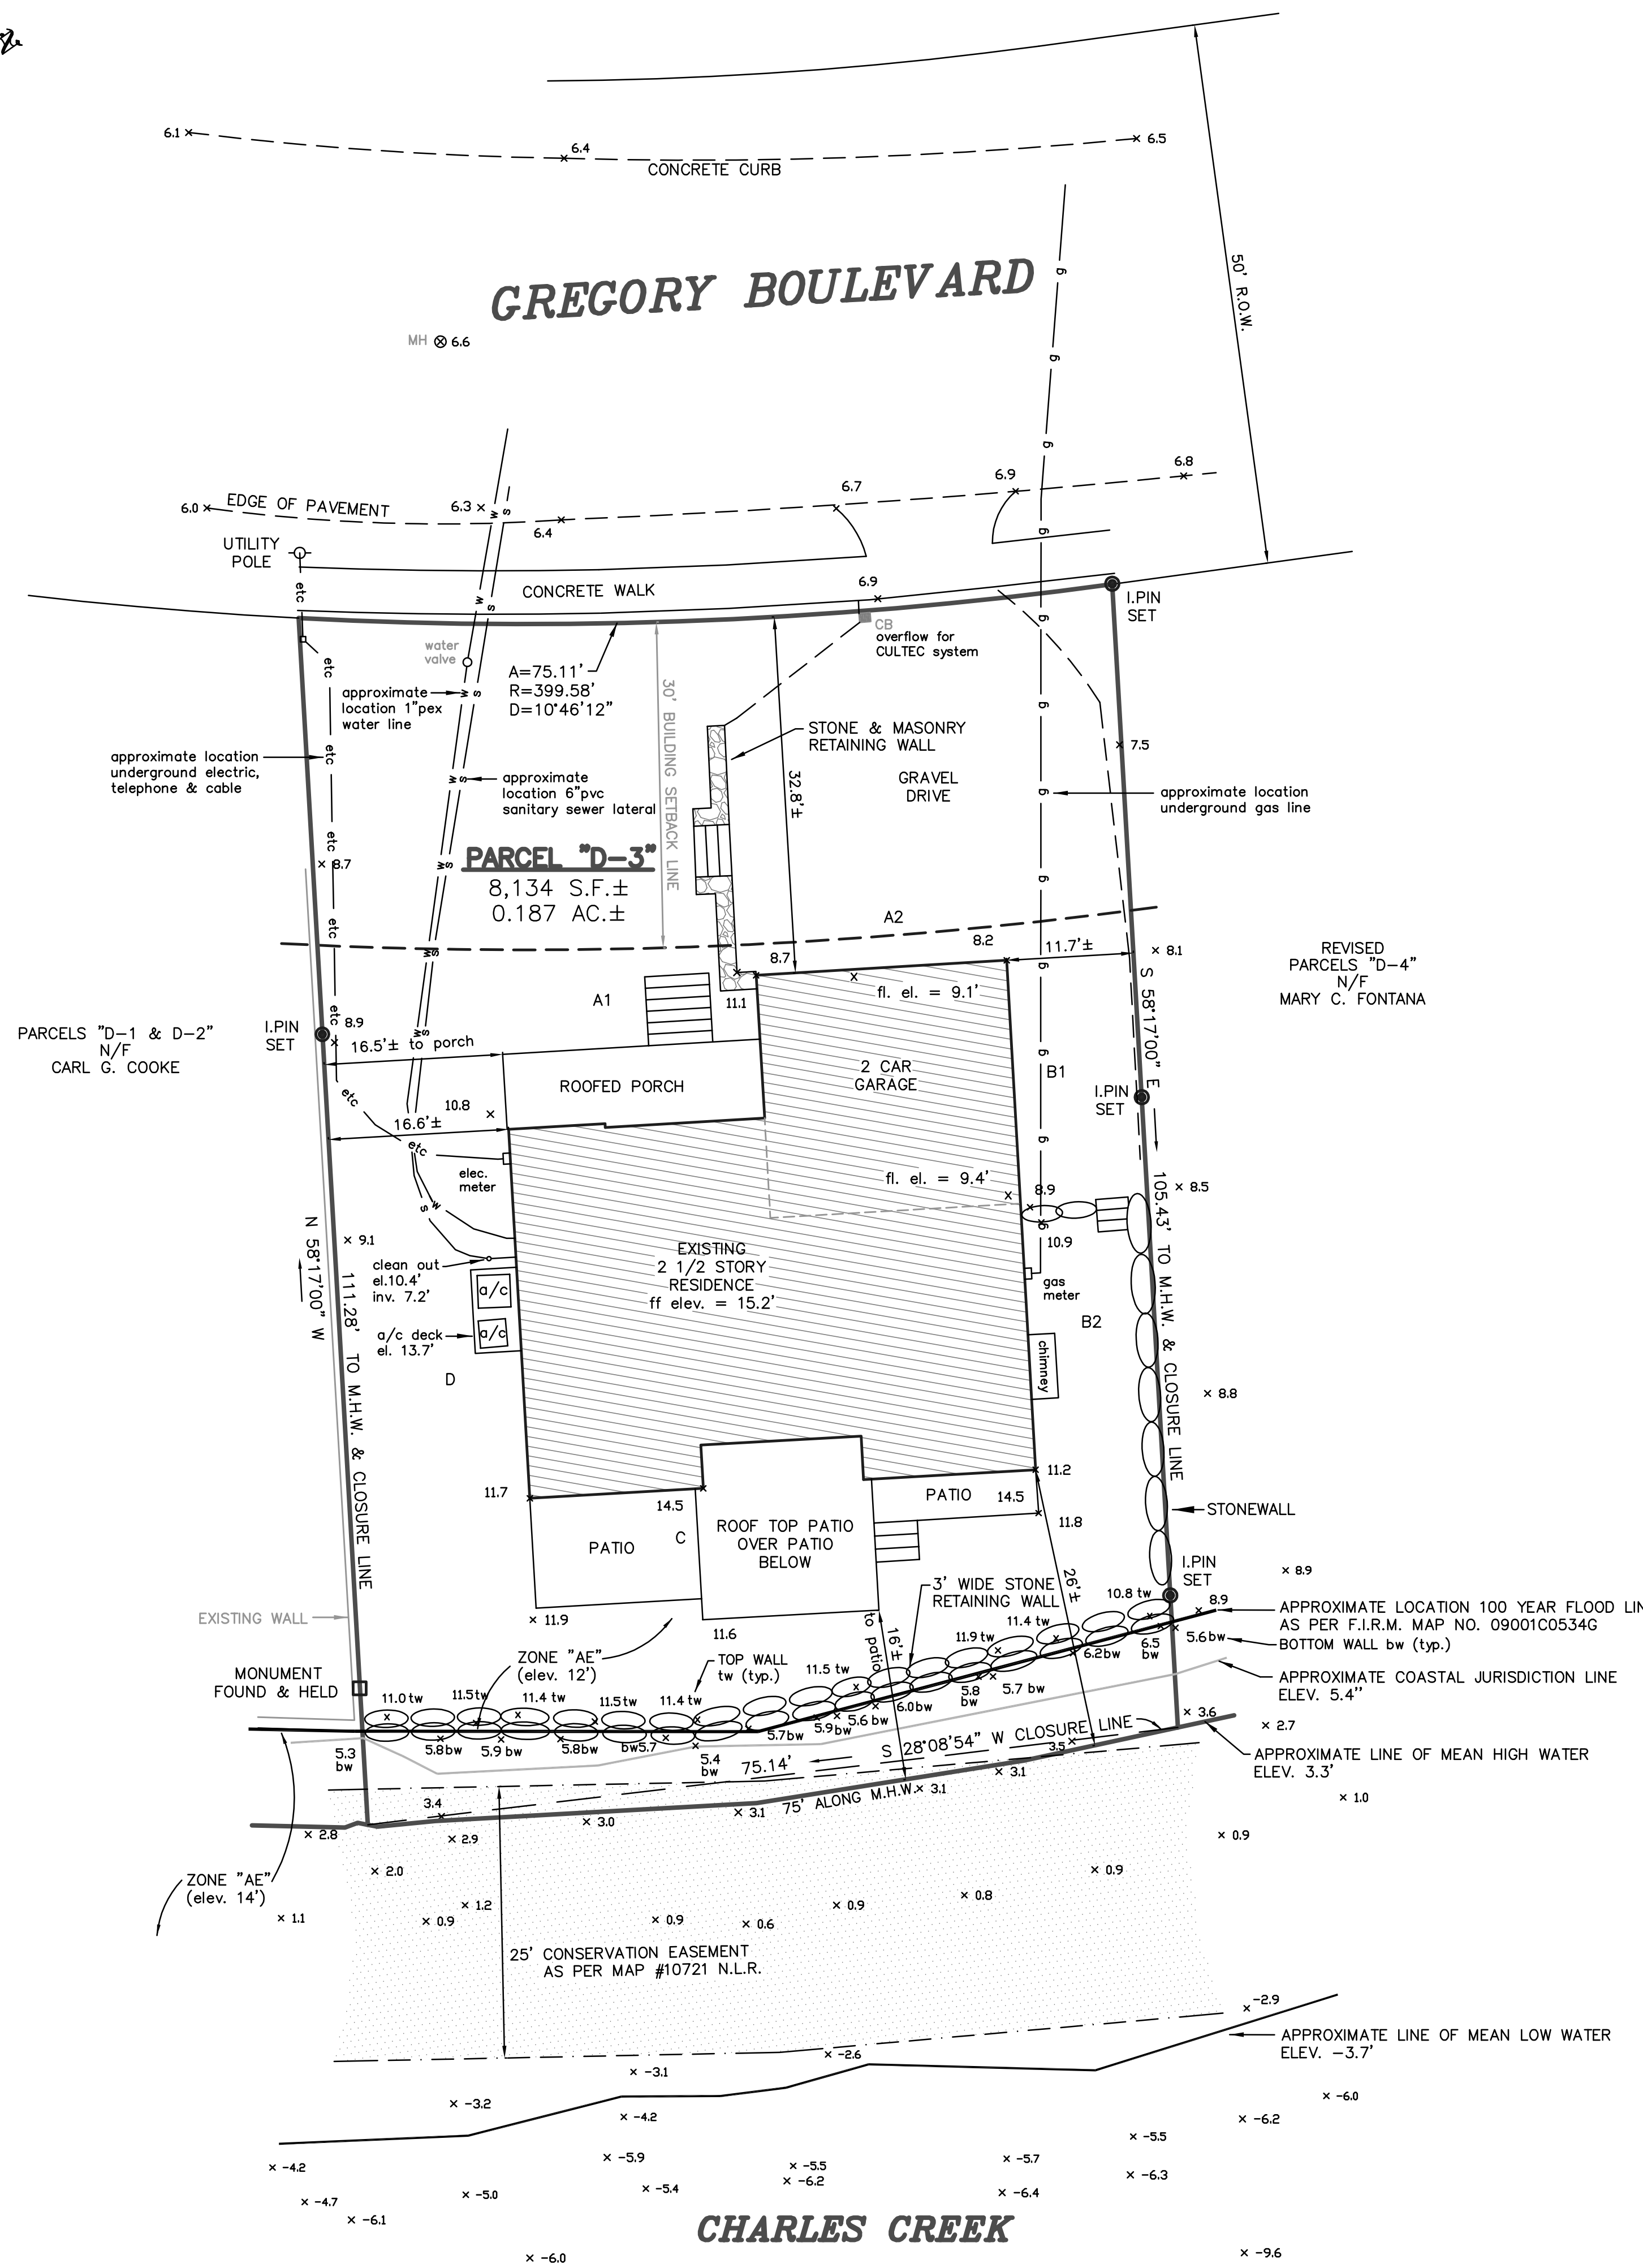 6.1
6.4
6.5
CONCRETE CURB
GREGORY BOULEVARD
50' R.O.W.
MH
6.6
g
g
g
6.0
EDGE OF PAVEMENT
6.3
6.4
6.7
6.9
6.8
w
s
g
UTILITY
POLE
etc
CONCRETE WALK
6.9
w
s
g
I.PIN
SET
CB
overflow for
CULTEC system
water
valve
etc
A=75.11'
R=399.58'
D=10°46'12"
approximate
location 1"pex
water line
w
s
g
30' BUILDING SETBACK LINE
STONE & MASONRY
RETAINING WALL
32.8'±
7.5
approximate location
underground electric,
telephone & cable
etc
w
s
approximate
location 6"pvc
sanitary sewer lateral
GRAVEL
DRIVE
g
approximate location
underground gas line
etc
8.7
w
s
PARCEL "D-3"
8,134 S.F.±
0.187 AC.±
g
etc
w
s
A2
8.2
11.7'±
8.1
8.7
REVISED
PARCELS "D-4"
N/F
MARY C. FONTANA
A1
11.1
fl. el. = 9.1'
g
S 58°17'00" E
PARCELS "D-1 & D-2"
N/F
CARL G. COOKE
I.PIN
SET
etc
8.9
w
s
16.5'± to porch
ROOFED PORCH
2 CAR
GARAGE
g
B1
I.PIN
SET
etc
10.8
16.6'±
g
etc
elec.
meter
fl. el. = 9.4'
8.9
8.5
w
s
g
10.9
105.43' TO M.H.W. & CLOSURE LINE
N 58°17'00" W
9.1
111.28' TO M.H.W. & CLOSURE LINE
clean out
el.10.4'
inv. 7.2'
a/c
EXISTING
2 1/2 STORY
RESIDENCE
ff elev. = 15.2'
gas
meter
a/c deck
el. 13.7'
a/c
B2
D
chimney
8.8
11.7
14.5
11.2
PATIO
14.5
11.8
STONEWALL
PATIO
C
ROOF TOP PATIO
OVER PATIO
BELOW
26'±
I.PIN
SET
8.9
3' WIDE STONE
RETAINING WALL
10.8 tw
8.9
EXISTING WALL
11.9
11.6
to patio
16'±
11.4 tw
11.9 tw
APPROXIMATE LOCATION 100 YEAR FLOOD LIN
AS PER F.I.R.M. MAP NO. 09001C0534G
5.6bw
BOTTOM WALL bw (typ.)
6.5
bw
6.2bw
ZONE "AE"
(elev. 12')
TOP WALL
tw (typ.)
11.5 tw
MONUMENT
FOUND & HELD
APPROXIMATE COASTAL JURISDICTION LINE
ELEV. 5.4''
11.0 tw
11.5tw
11.4 tw
11.5tw
11.4 tw
5.8
bw
5.7 bw
6.0bw
5.6 bw
5.9bw
5.7bw
3.6
2.7
5.3
bw
5.8bw
5.9 bw
5.8bw
bw5.7
5.4
bw
75.14'
S 28°08'54" W CLOSURE LINE
3.5
APPROXIMATE LINE OF MEAN HIGH WATER
ELEV. 3.3'
3.4
3.0
3.1
75' ALONG M.H.W.
3.1
3.1
1.0
2.8
2.9
0.9
ZONE "AE"
(elev. 14')
2.0
0.9
1.2
0.9
0.8
1.1
0.9
0.9
0.6
25' CONSERVATION EASEMENT
AS PER MAP #10721 N.L.R.
-2.9
APPROXIMATE LINE OF MEAN LOW WATER
ELEV. -3.7'
-2.6
-3.1
-3.2
-4.2
-6.0
-6.2
-5.5
-5.9
-5.7
-4.2
-5.5
-6.3
-6.2
-5.4
-5.0
-6.4
-4.7
-6.1
CHARLES CREEK
-6.0
-9.6